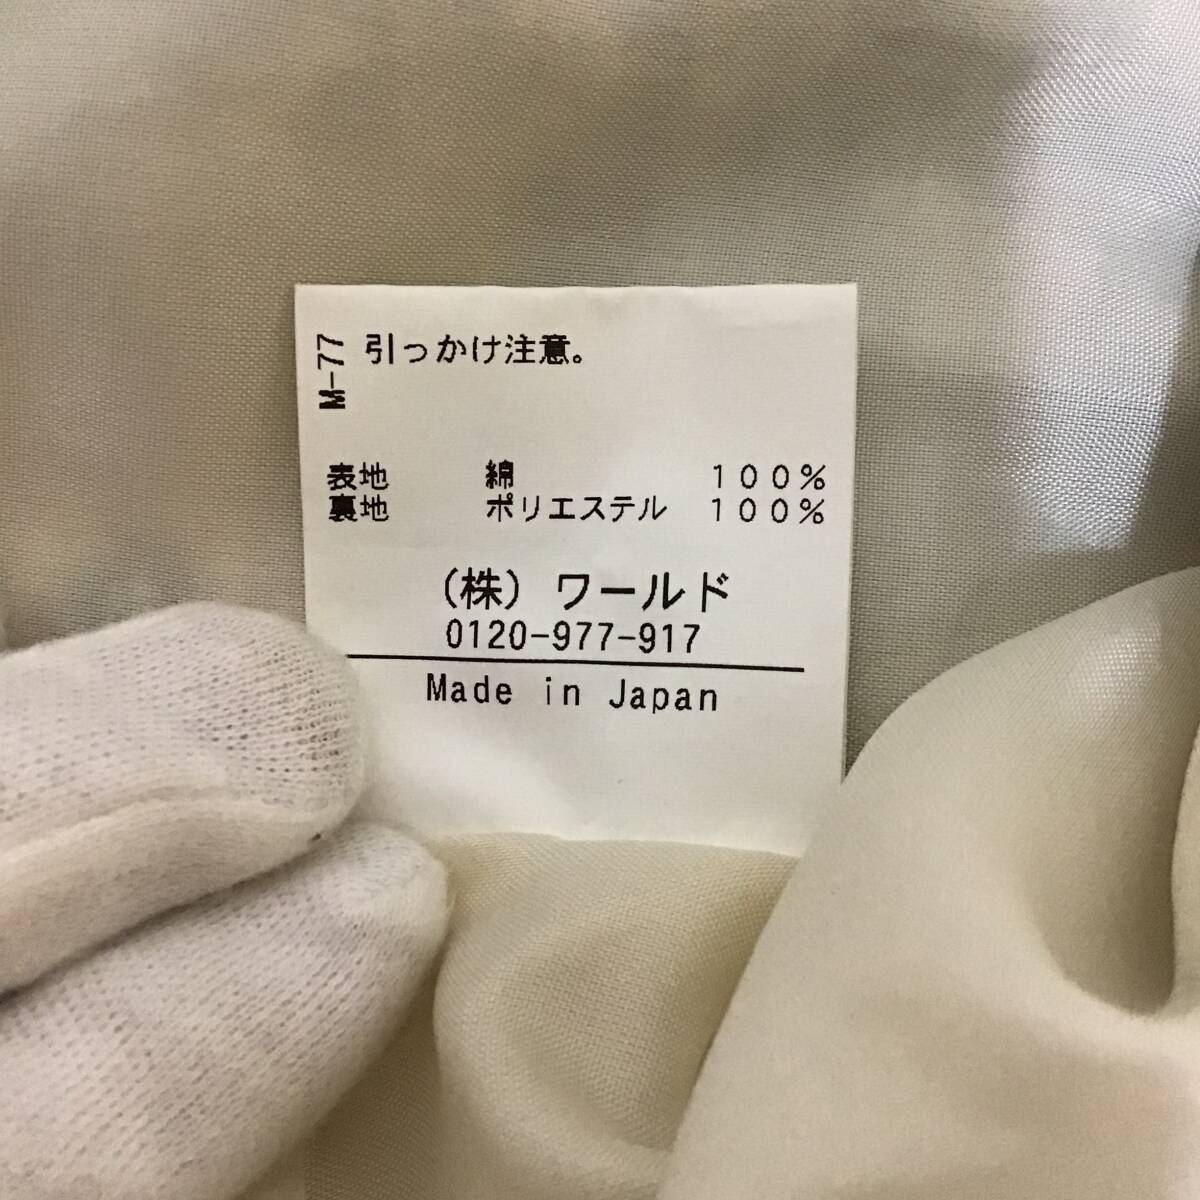 M-77
引っかけ注意。
表地 綿 100%
裏地 ポリエステル 100%
(株) ワールド
0120-977-917
Made in Japan